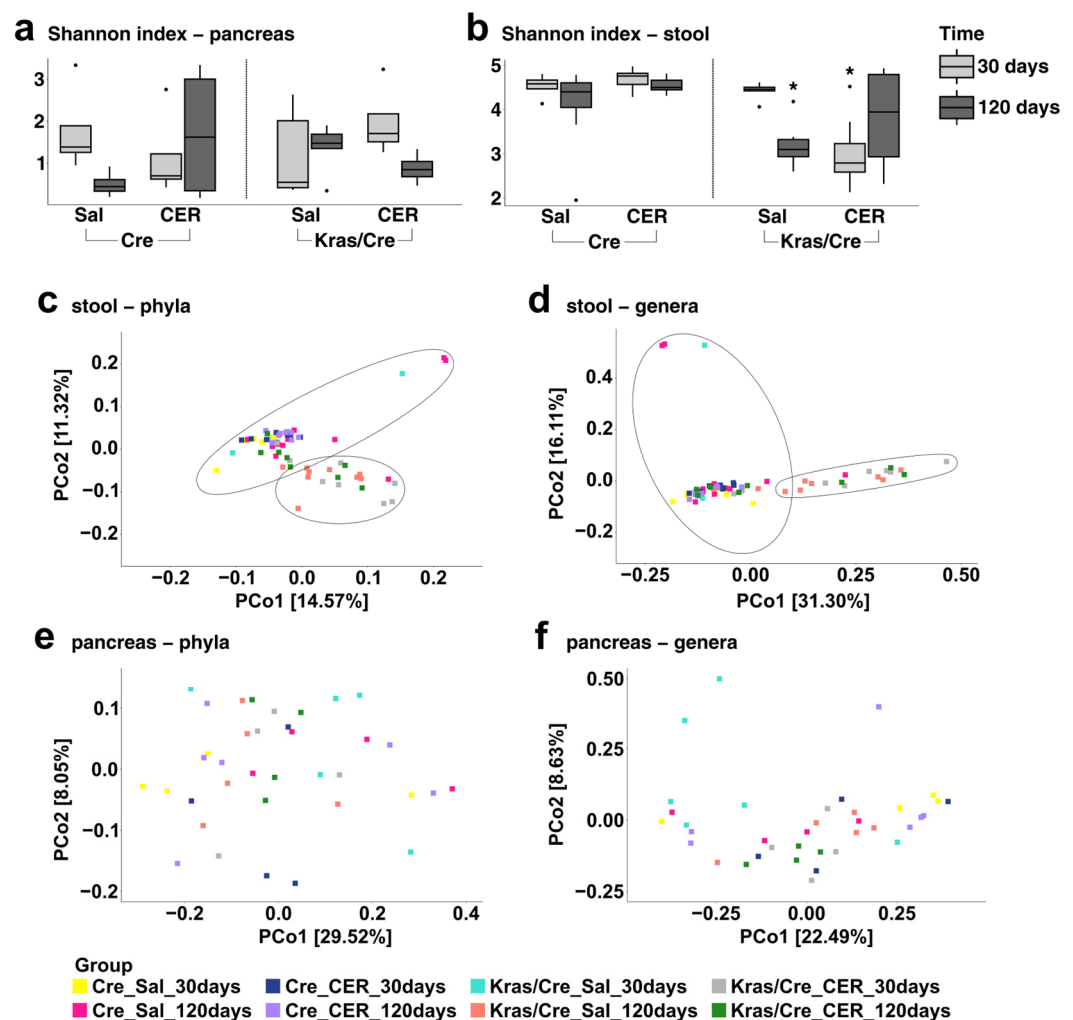 a Shannon index – pancreas
3
2
1
Sal CER Sal CER
Cre Kras/Cre
b Shannon index – stool
5
4
3
2
* *
Sal CER Sal CER
Cre Kras/Cre
Time
30 days
120 days
c stool – phyla
PCo2 [11.32%]
0.2
0.1
0.0
−0.1
−0.2
−0.2 −0.1 0.0 0.1 0.2
PCo1 [14.57%]
d stool – genera
PCo2 [16.11%]
0.4
0.2
0.0
−0.2
−0.25 0.00 0.25 0.50
PCo1 [31.30%]
e pancreas – phyla
PCo2 [8.05%]
0.1
0.0
−0.1
−0.2
−0.2 0.0 0.2 0.4
PCo1 [29.52%]
f pancreas – genera
PCo2 [8.63%]
0.50
0.25
0.00
−0.25
−0.25 0.00 0.25
PCo1 [22.49%]
Group
Cre_Sal_30days Cre_CER_30days Kras/Cre_Sal_30days Kras/Cre_CER_30days
Cre_Sal_120days Cre_CER_120days Kras/Cre_Sal_120days Kras/Cre_CER_120days